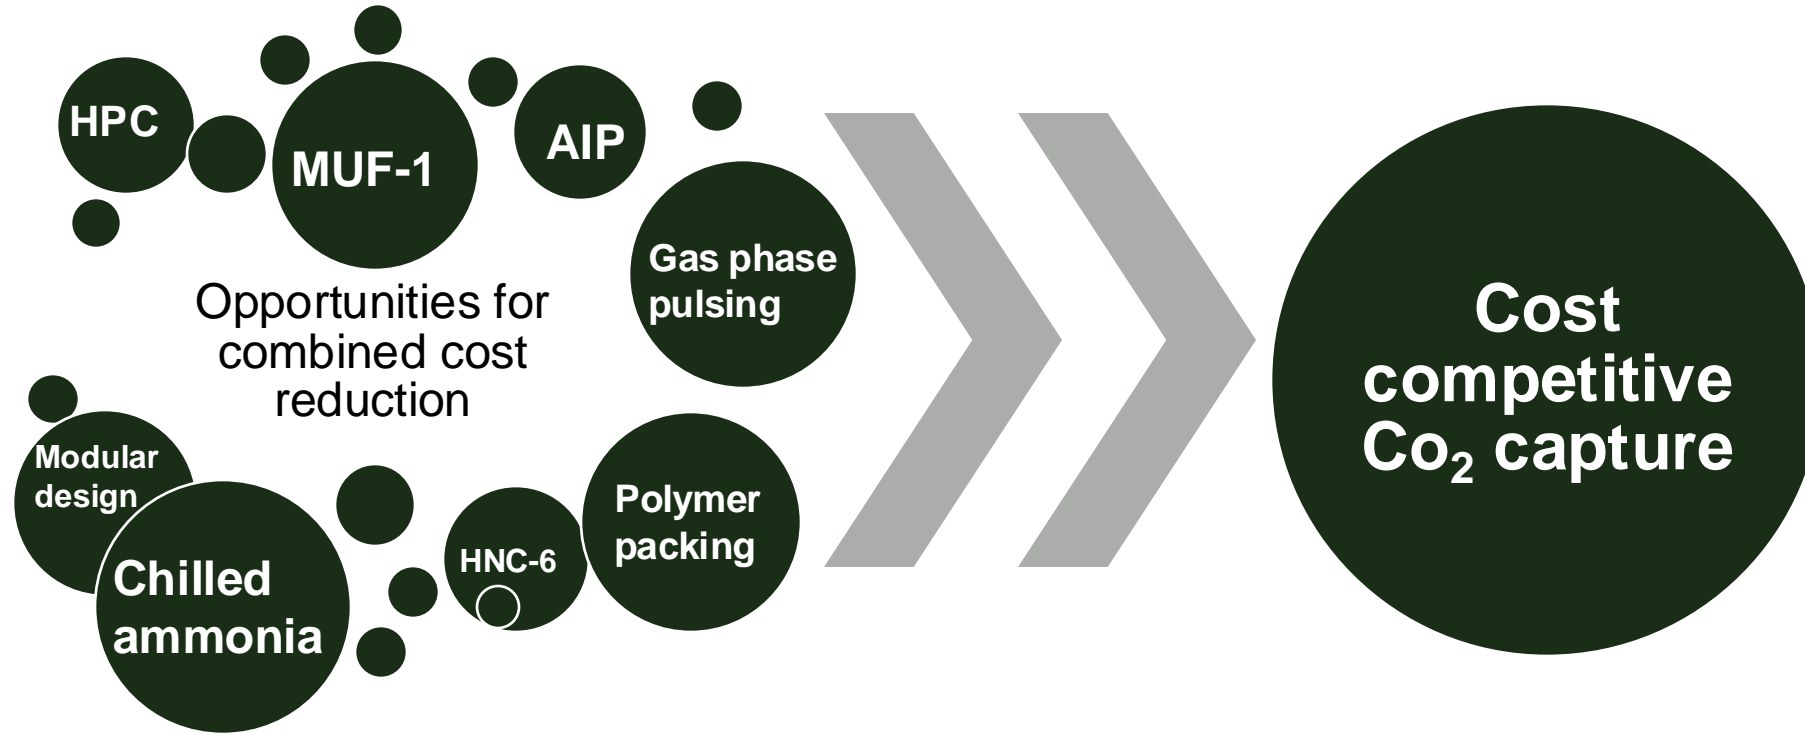 HPC
MUF-1
AIP
Gas phase
pulsing
Opportunities for
combined cost
reduction
Modular
design
Chilled
ammonia
HNC-6
Polymer
packing
Cost
competitive
Co₂ capture